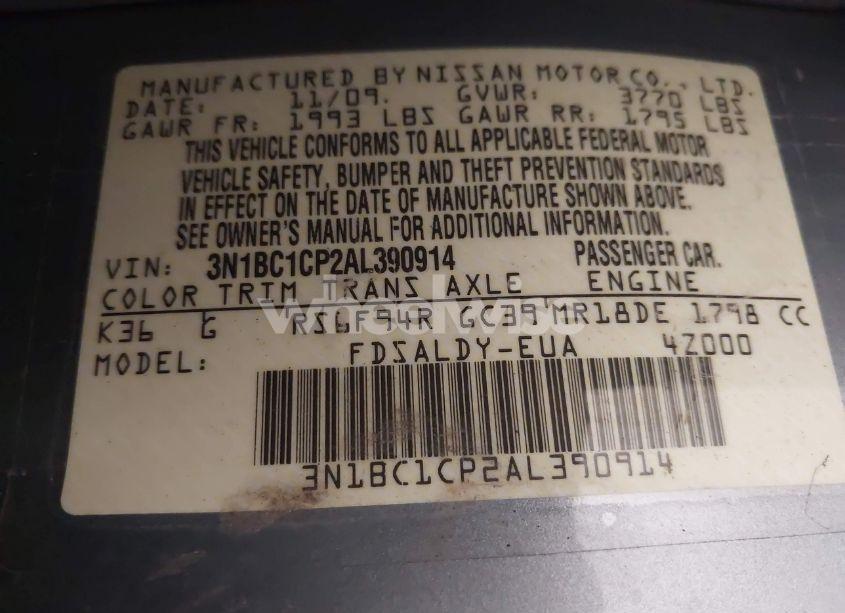 MANUFACTURED BY NISSAN MOTOR CO., LTD.
DATE: 11/09. GVWR: 3770 LBS
GAWR FR: 1993 LBS GAWR RR: 1795 LBS
THIS VEHICLE CONFORMS TO ALL APPLICABLE FEDERAL MOTOR
VEHICLE SAFETY, BUMPER AND THEFT PREVENTION STANDARDS
IN EFFECT ON THE DATE OF MANUFACTURE SHOWN ABOVE.
SEE OWNER'S MANUAL FOR ADDITIONAL INFORMATION.
VIN: 3N1BC1CP2AL390914 PASSENGER CAR.
COLOR TRIM TRANS AXLE ENGINE
K36 G RS6F94R GC39 MR18DE 1798 CC
MODEL: FDSALDY-EUA 4Z000
3N1BC1CP2AL390914